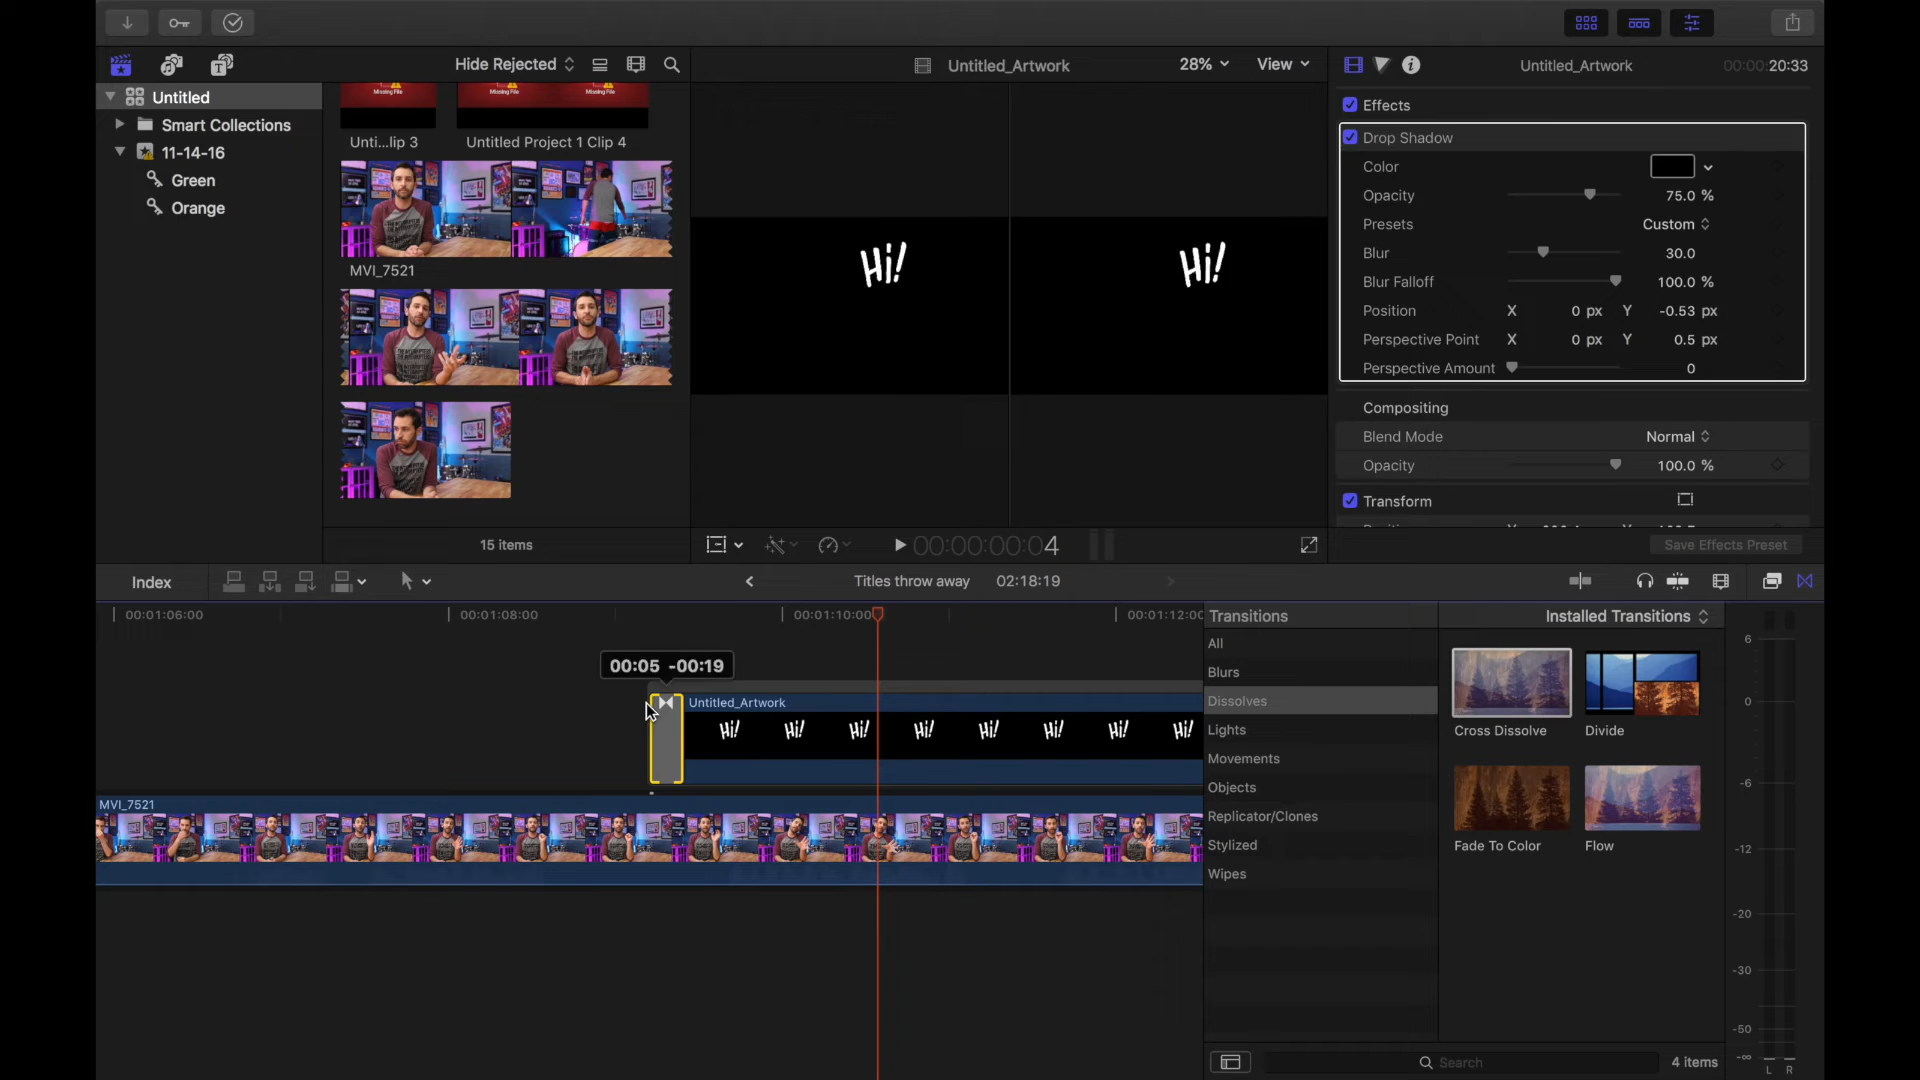 Hide Rejected
Untitled_Artwork
28%
View
Untitled_Artwork
00:00:20:33
Untitled
Smart Collections
11-14-16
Green
Orange
Missing File
Missing File
Unti...lip 3
Untitled Project 1 Clip 4
MVI_7521
15 items
Hi!
Hi!
00:00:00:04
Effects
Drop Shadow
Color
Opacity 75.0 %
Presets Custom
Blur 30.0
Blur Falloff 100.0 %
Position X 0 px Y -0.53 px
Perspective Point X 0 px Y 0.5 px
Perspective Amount 0
Compositing
Blend Mode Normal
Opacity 100.0 %
Transform
Save Effects Preset
Index
Titles throw away 02:18:19
00:01:06:00
00:01:08:00
00:01:10:00
00:01:12:00
00:05 -00:19
Untitled_Artwork
Hi! Hi! Hi! Hi! Hi! Hi! Hi! Hi!
MVI_7521
Transitions
Installed Transitions
All
Blurs
Dissolves
Lights
Movements
Objects
Replicator/Clones
Stylized
Wipes
Cross Dissolve
Divide
Fade To Color
Flow
Search
4 items
6
0
-6
-12
-20
-30
-50
-∞
L R